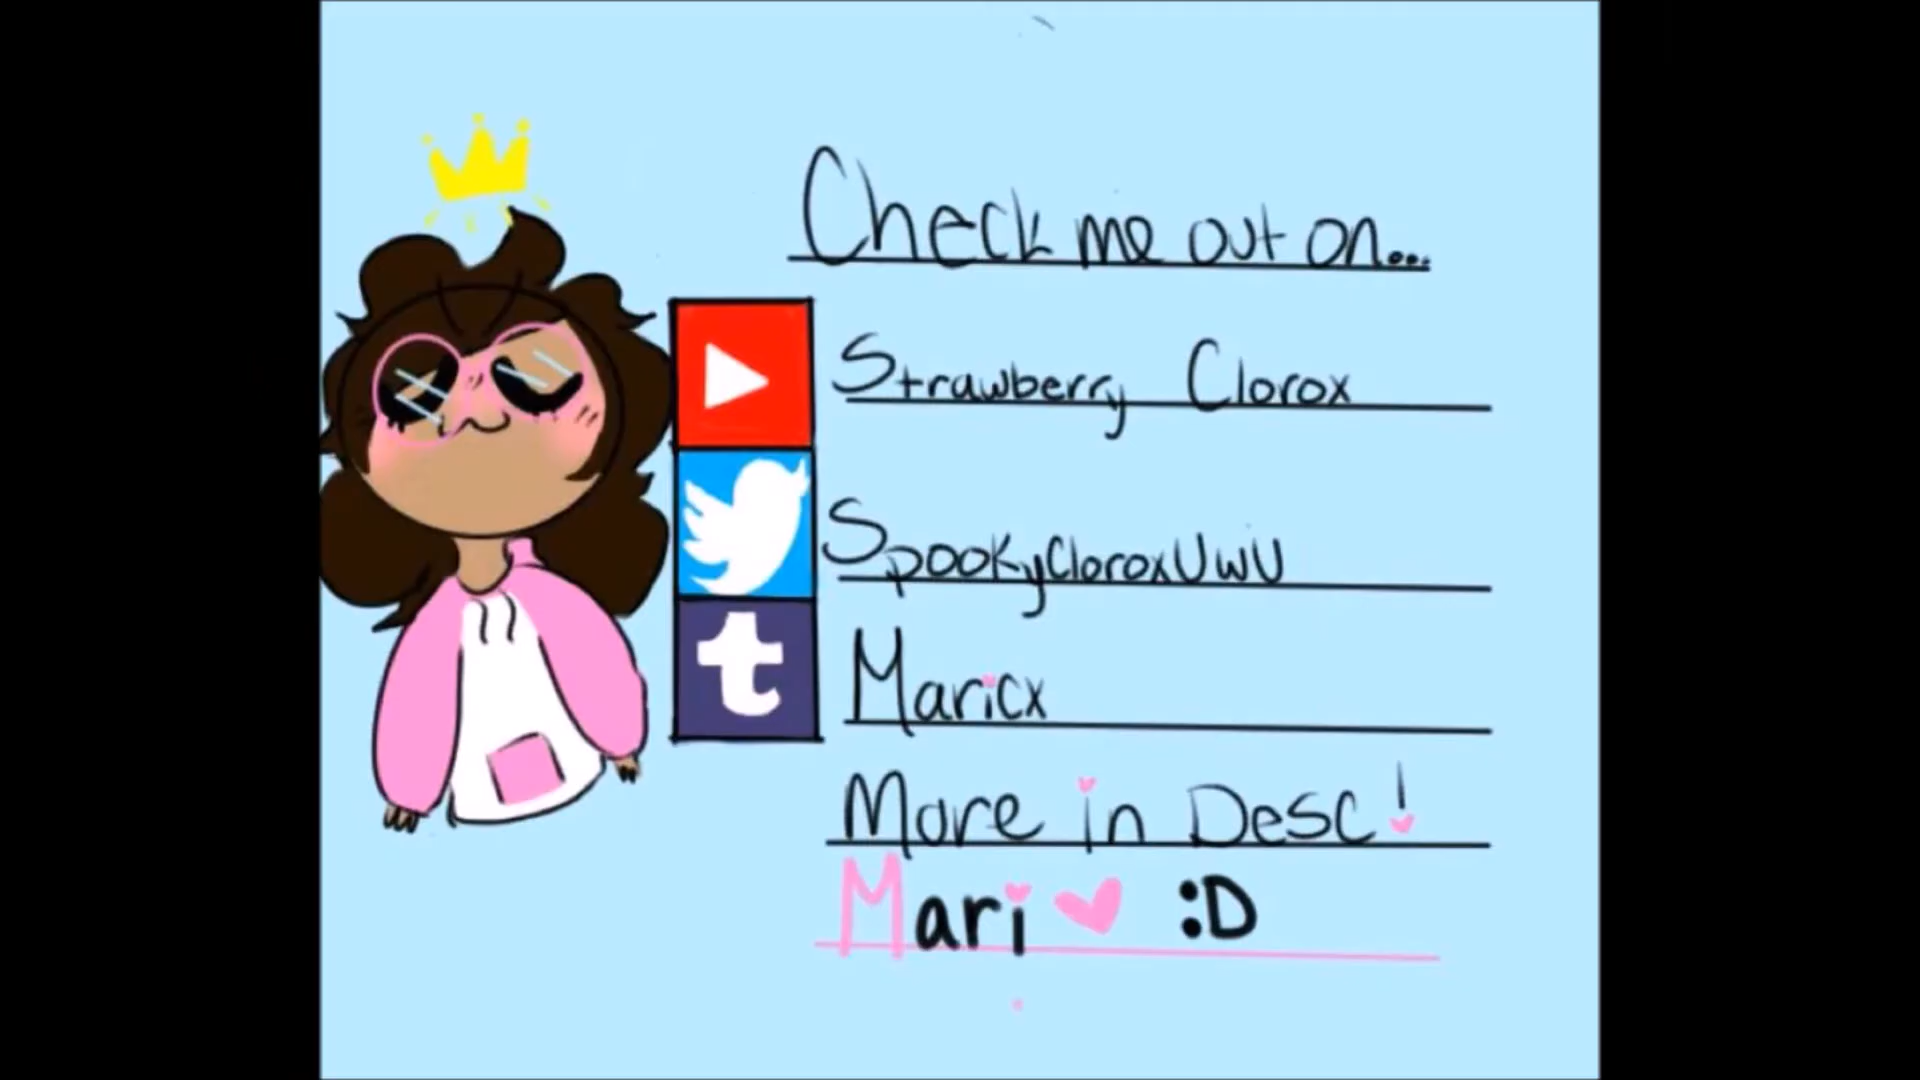 Check me out on...
Strawberry Clorox
SpookyCloroxUwU
Maricx
More in Desc!
Mari :D